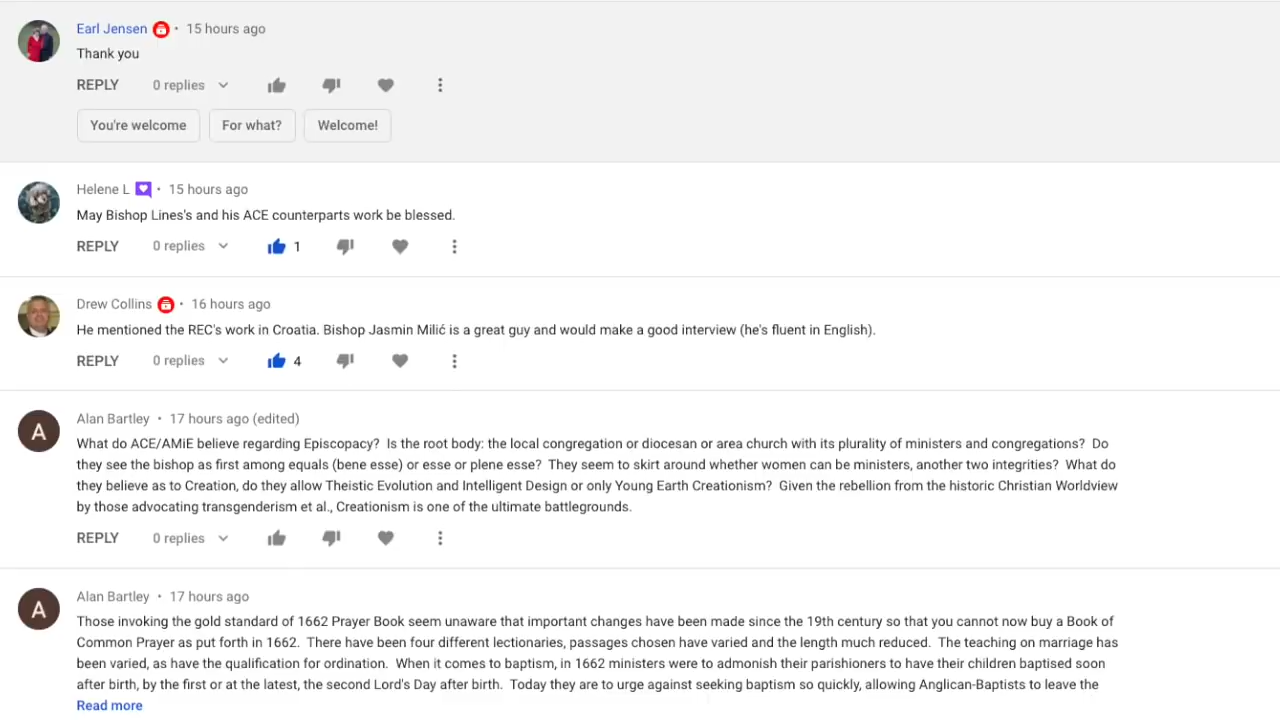 Earl Jensen • 15 hours ago
Thank you
REPLY 0 replies
You're welcome For what? Welcome!
Helene L • 15 hours ago
May Bishop Lines's and his ACE counterparts work be blessed.
REPLY 0 replies 1
Drew Collins • 16 hours ago
He mentioned the REC's work in Croatia. Bishop Jasmin Milić is a great guy and would make a good interview (he's fluent in English).
REPLY 0 replies 4
A
Alan Bartley • 17 hours ago (edited)
What do ACE/AMiE believe regarding Episcopacy? Is the root body: the local congregation or diocesan or area church with its plurality of ministers and congregations? Do
they see the bishop as first among equals (bene esse) or esse or plene esse? They seem to skirt around whether women can be ministers, another two integrities? What do
they believe as to Creation, do they allow Theistic Evolution and Intelligent Design or only Young Earth Creationism? Given the rebellion from the historic Christian Worldview
by those advocating transgenderism et al., Creationism is one of the ultimate battlegrounds.
REPLY 0 replies
A
Alan Bartley • 17 hours ago
Those invoking the gold standard of 1662 Prayer Book seem unaware that important changes have been made since the 19th century so that you cannot now buy a Book of
Common Prayer as put forth in 1662. There have been four different lectionaries, passages chosen have varied and the length much reduced. The teaching on marriage has
been varied, as have the qualification for ordination. When it comes to baptism, in 1662 ministers were to admonish their parishioners to have their children baptised soon
after birth, by the first or at the latest, the second Lord's Day after birth. Today they are to urge against seeking baptism so quickly, allowing Anglican-Baptists to leave the
Read more